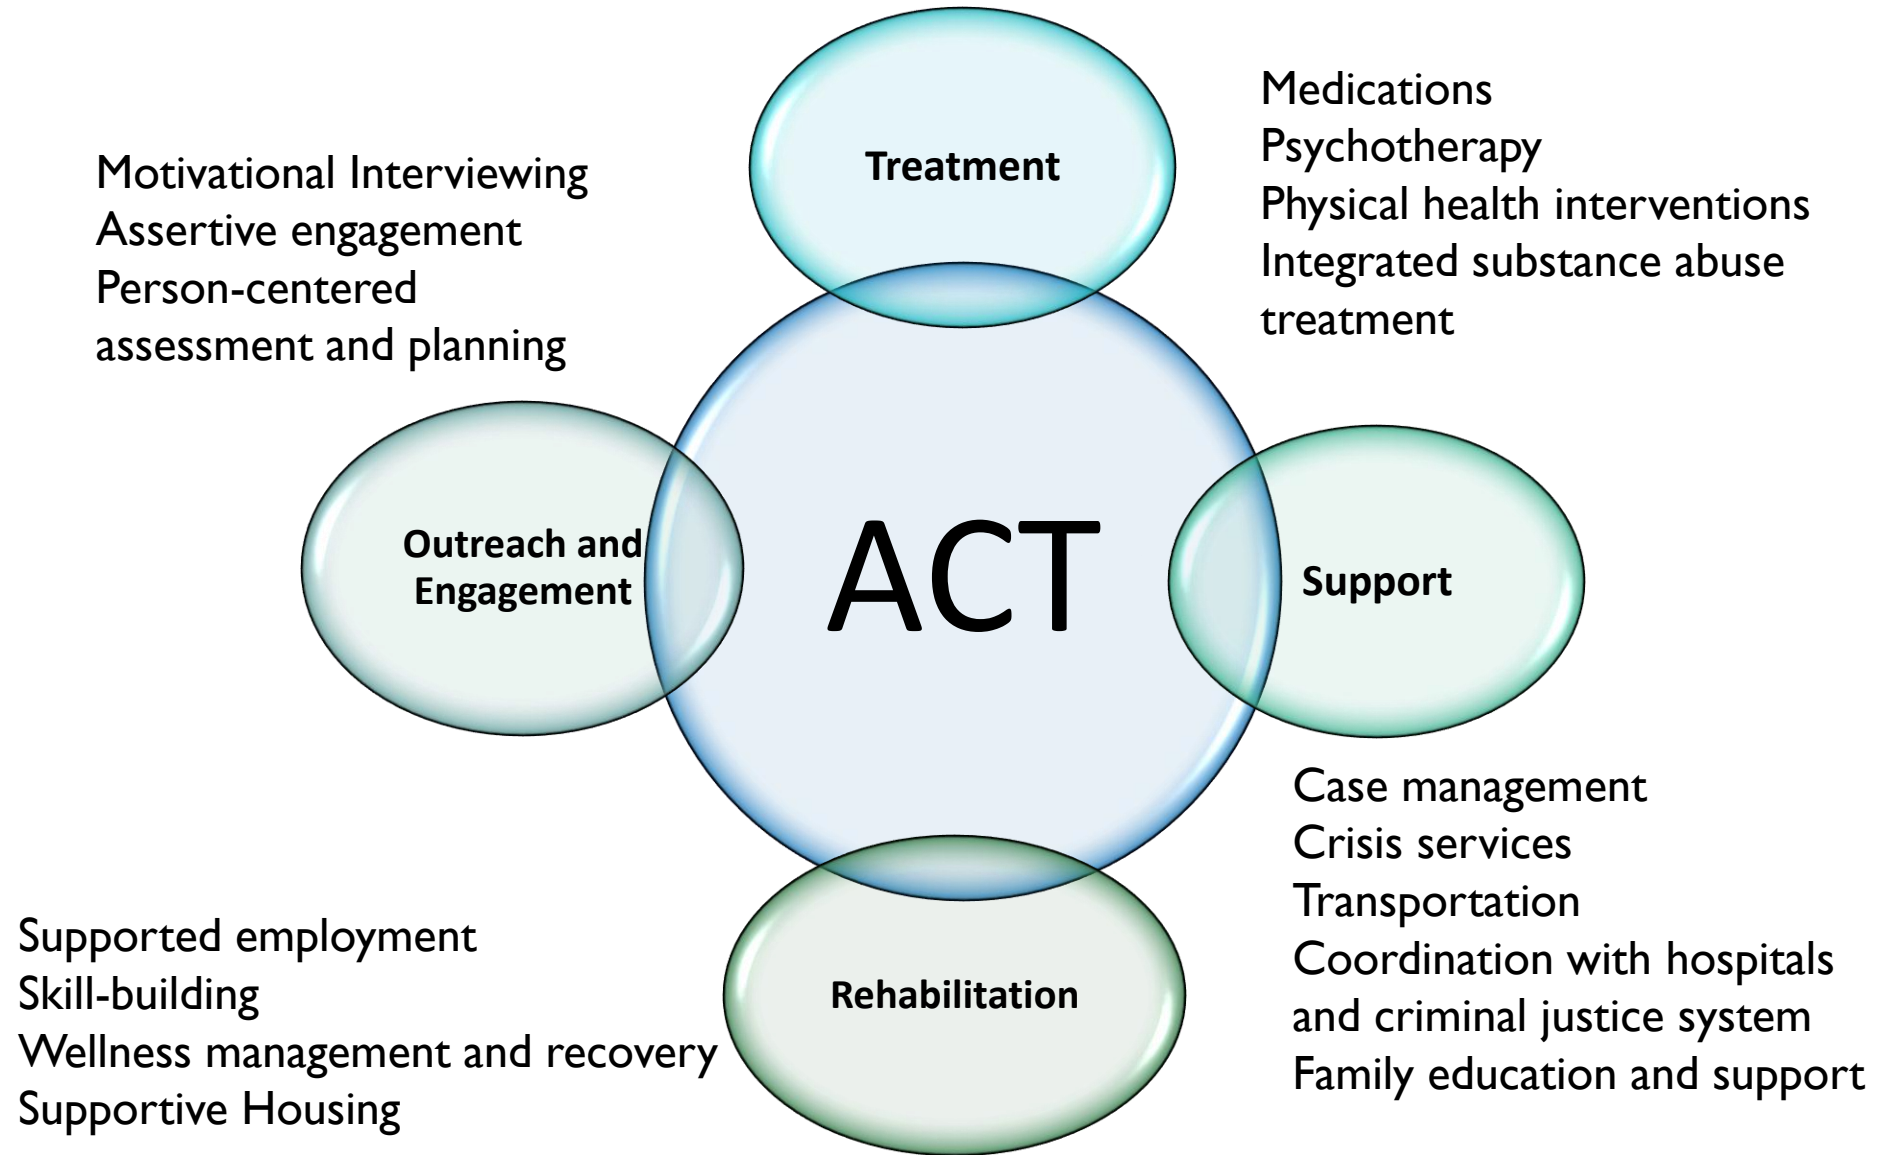 Treatment
Medications
Psychotherapy
Physical health interventions
Integrated substance abuse
treatment
Motivational Interviewing
Assertive engagement
Person-centered
assessment and planning
Outreach and
Engagement
ACT
Support
Case management
Crisis services
Transportation
Coordination with hospitals
and criminal justice system
Family education and support
Rehabilitation
Supported employment
Skill-building
Wellness management and recovery
Supportive Housing